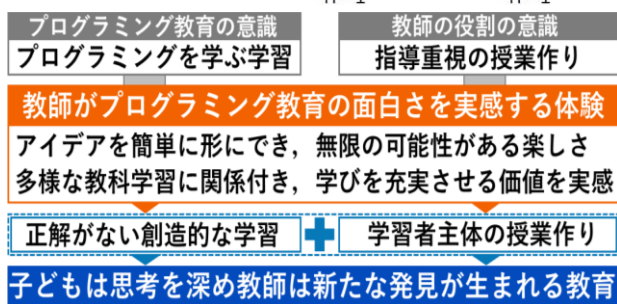 プログラミング教育の意識
教師の役割の意識
プログラミングを学ぶ学習
指導重視の授業作り
教師がプログラミング教育の面白さを実感する体験
アイデアを簡単に形にでき，無限の可能性がある楽しさ
多様な教科学習に関係付き，学びを充実させる価値を実感
正解がない創造的な学習
学習者主体の授業作り
子どもは思考を深め教師は新たな発見が生まれる教育